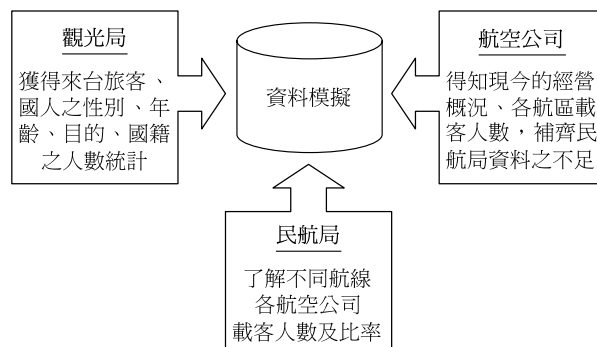 觀光局
獲得來台旅客、
國人之性別、年
齡、目的、國籍
之人數統計
資料模擬
航空公司
得知現今的經營
概況、各航區載
客人數，補齊民
航局資料之不足
民航局
了解不同航線
各航空公司
載客人數及比率